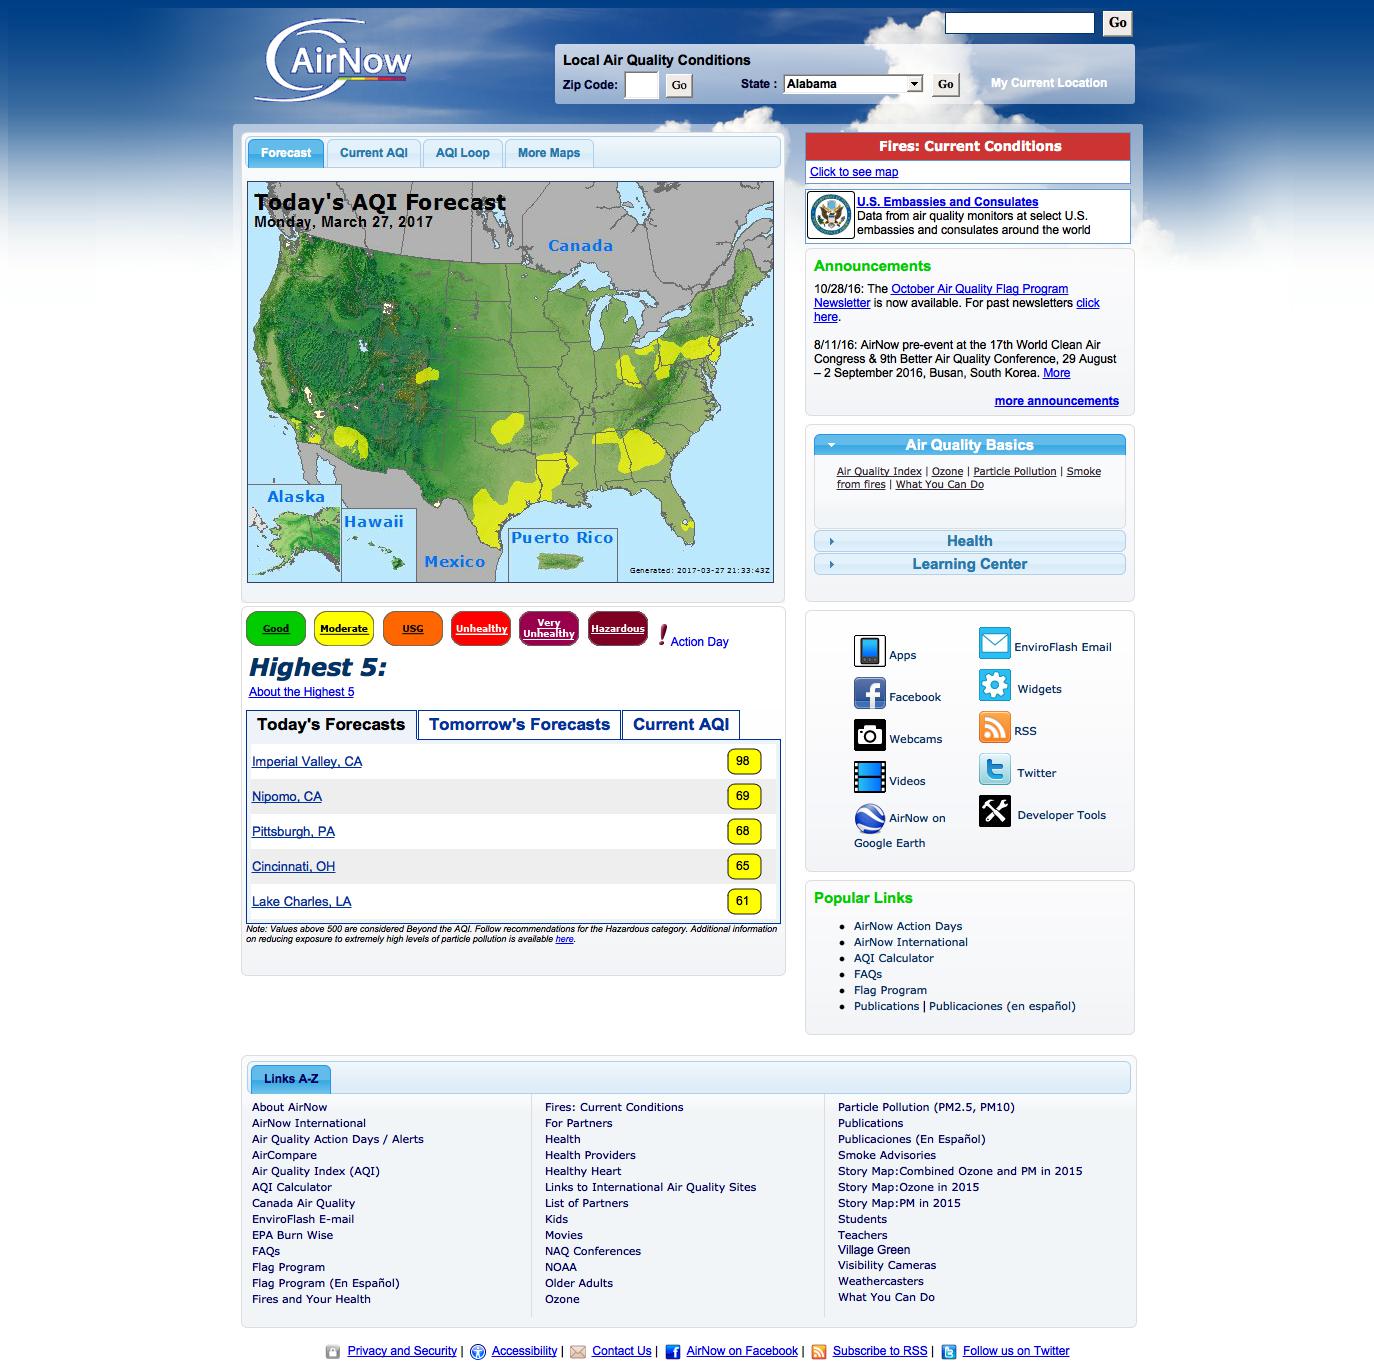 AirNow
Go
Local Air Quality Conditions
Zip Code: Go State : Alabama Go My Current Location
Forecast Current AQI AQI Loop More Maps
Today's AQI Forecast
Monday, March 27, 2017
Canada
Alaska
Hawaii
Mexico
Puerto Rico
Generated: 2017-03-27 21:33:43Z
Good Moderate USG Unhealthy Very Unhealthy Hazardous Action Day
Highest 5:
About the Highest 5
Today's Forecasts Tomorrow's Forecasts Current AQI
Imperial Valley, CA 98
Nipomo, CA 69
Pittsburgh, PA 68
Cincinnati, OH 65
Lake Charles, LA 61
Note: Values above 500 are considered Beyond the AQI. Follow recommendations for the Hazardous category. Additional information
on reducing exposure to extremely high levels of particle pollution is available here.
Fires: Current Conditions
Click to see map
U.S. Embassies and Consulates
Data from air quality monitors at select U.S.
embassies and consulates around the world
Announcements
10/28/16: The October Air Quality Flag Program
Newsletter is now available. For past newsletters click
here.
8/11/16: AirNow pre-event at the 17th World Clean Air
Congress & 9th Better Air Quality Conference, 29 August
– 2 September 2016, Busan, South Korea. More
more announcements
Air Quality Basics
Air Quality Index | Ozone | Particle Pollution | Smoke
from fires | What You Can Do
Health
Learning Center
Apps
Facebook
Webcams
Videos
AirNow on
Google Earth
EnviroFlash Email
Widgets
RSS
Twitter
Developer Tools
Popular Links
• AirNow Action Days
• AirNow International
• AQI Calculator
• FAQs
• Flag Program
• Publications | Publicaciones (en español)
Links A-Z
About AirNow
AirNow International
Air Quality Action Days / Alerts
AirCompare
Air Quality Index (AQI)
AQI Calculator
Canada Air Quality
EnviroFlash E-mail
EPA Burn Wise
FAQs
Flag Program
Flag Program (En Español)
Fires and Your Health
Fires: Current Conditions
For Partners
Health
Health Providers
Healthy Heart
Links to International Air Quality Sites
List of Partners
Kids
Movies
NAQ Conferences
NOAA
Older Adults
Ozone
Particle Pollution (PM2.5, PM10)
Publications
Publicaciones (En Español)
Smoke Advisories
Story Map:Combined Ozone and PM in 2015
Story Map:Ozone in 2015
Story Map:PM in 2015
Students
Teachers
Village Green
Visibility Cameras
Weathercasters
What You Can Do
Privacy and Security | Accessibility | Contact Us | AirNow on Facebook | Subscribe to RSS | Follow us on Twitter